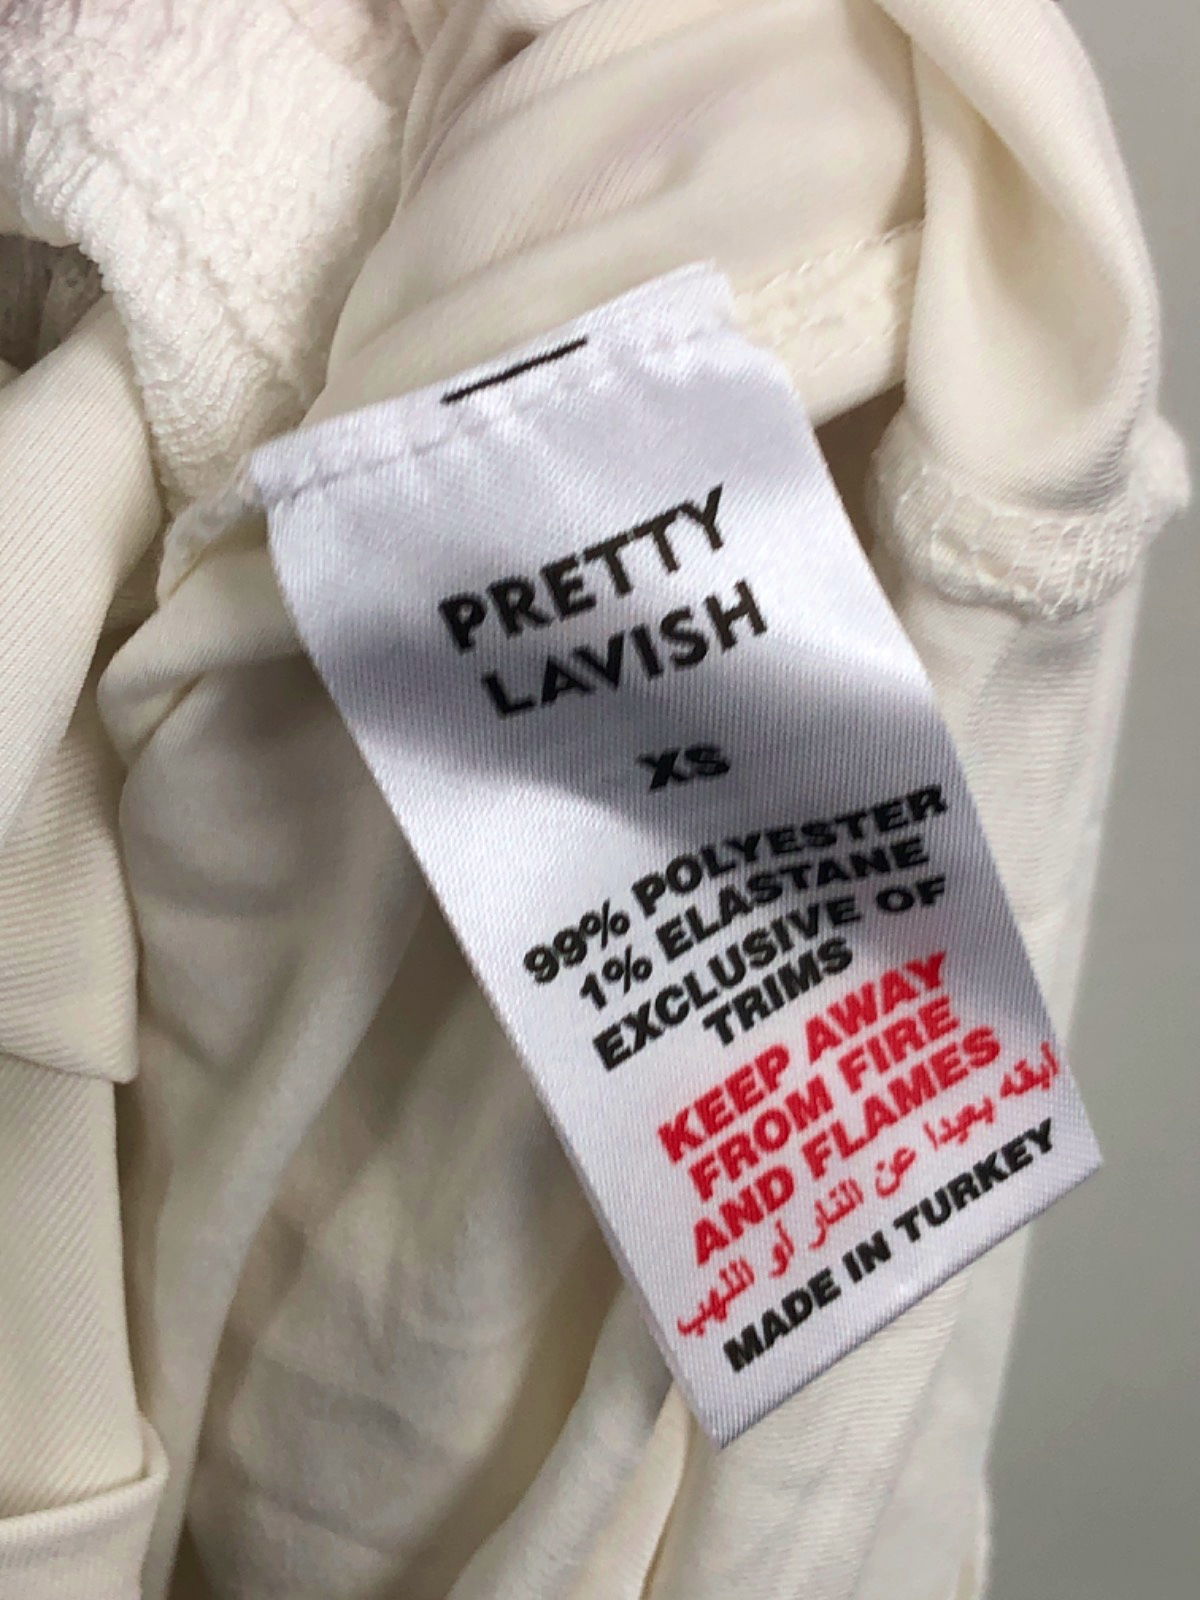 PRETTY
LAVISH
XS
99% POLYESTER
1% ELASTANE
EXCLUSIVE OF
TRIMS
KEEP AWAY
FROM FIRE
AND FLAMES
أبقه بعيدا عن النار أو اللهب
MADE IN TURKEY